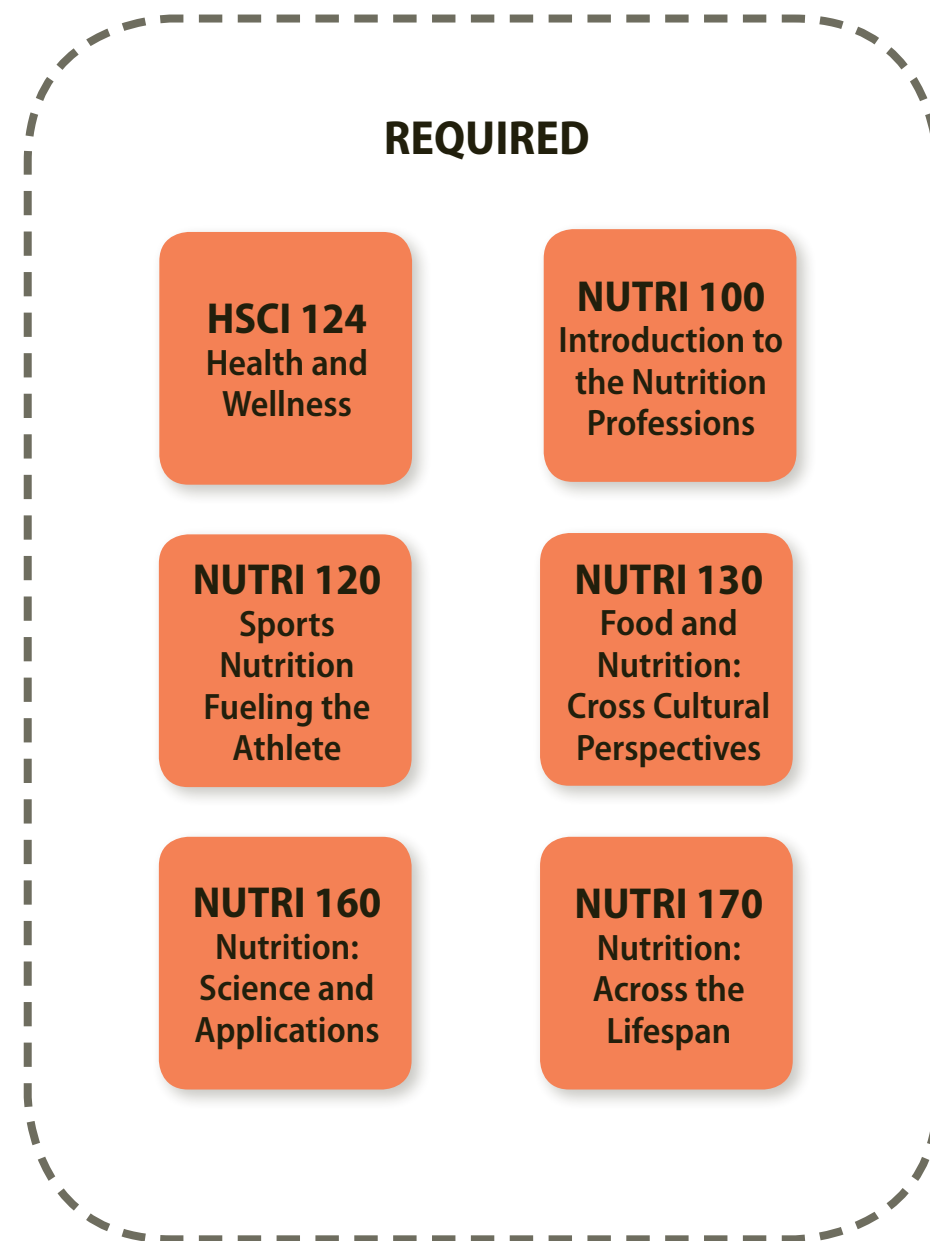 REQUIRED
HSCI 124
Health and
Wellness
NUTRI 100
Introduction to
the Nutrition
Professions
NUTRI 120
Sports
Nutrition
Fueling the
Athlete
NUTRI 130
Food and
Nutrition:
Cross Cultural
Perspectives
NUTRI 160
Nutrition:
Science and
Applications
NUTRI 170
Nutrition:
Across the
Lifespan